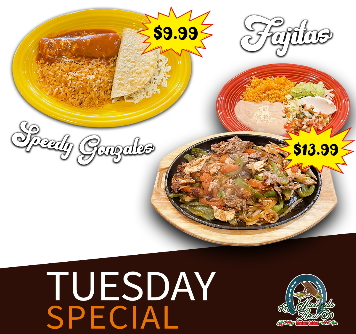 $9.99
Fajitas
Speedy Gonzales
$13.99
TUESDAY
SPECIAL